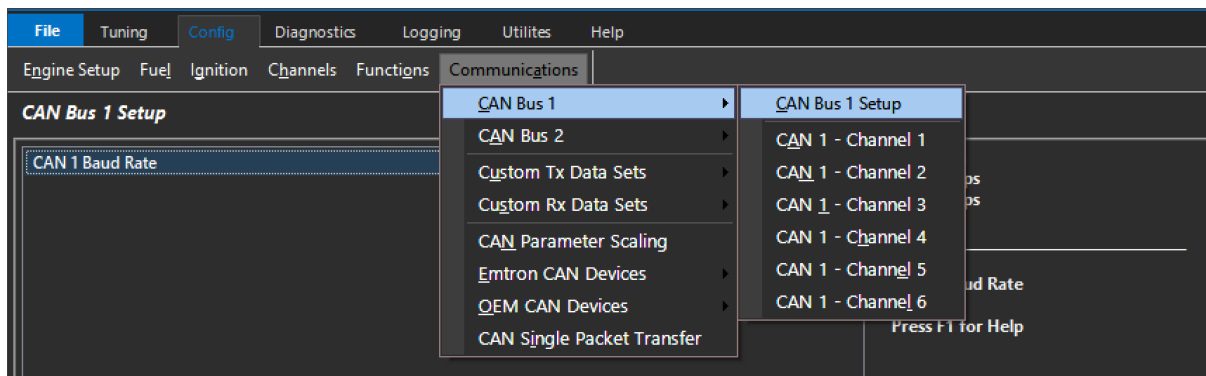 File Tuning Config Diagnostics Logging Utilites Help
Engine Setup Fuel Ignition Channels Functions Communications
CAN Bus 1 Setup
CAN 1 Baud Rate
CAN Bus 1
CAN Bus 2
Custom Tx Data Sets
Custom Rx Data Sets
CAN Parameter Scaling
Emtron CAN Devices
OEM CAN Devices
CAN Single Packet Transfer
CAN Bus 1 Setup
CAN 1 - Channel 1
CAN 1 - Channel 2
CAN 1 - Channel 3
CAN 1 - Channel 4
CAN 1 - Channel 5
CAN 1 - Channel 6
ps
ps
ud Rate
Press F1 for Help